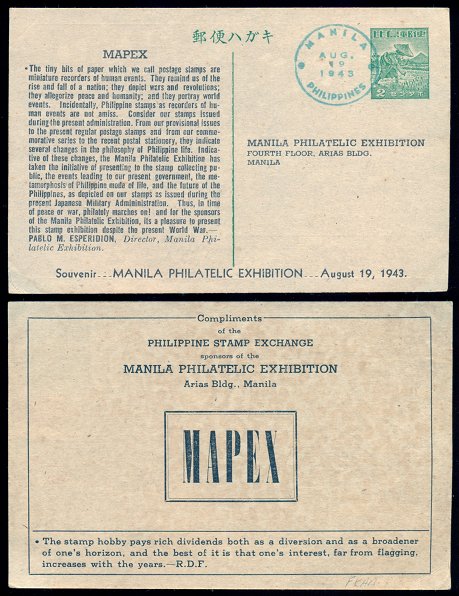 郵便ハガキ
MANILA
AUG.
19
1943
PHILIPPINES
MAPEX
• The tiny bits of paper which we call postage stamps are
miniature recorders of human events. They remind us of the
rise and fall of a nation; they depict wars and revolutions;
they allegorize peace and humanity; and they portray world
events. Incidentally, Philippine stamps as recorders of hu-
man events are not amiss. Consider our stamps issued
during the present administration. From our provisional issues
to the present regular postage stamps and from our comme-
morative series to the recent postal stationery, they indicate
several changes in the philosophy of Philippine life. Indica-
tive of these changes, the Manila Philatelic Exhibition has
taken the initiative of presenting to the stamp collecting pub-
lic, the events leading to our present government, the me-
tamorphosis of Philippine mode of life, and the future of the
Philippines, as depicted on our stamps as issued during the
present Japanese Military Administration. Thus, in time
of peace or war, philately marches on! and for the sponsors
of the Manila Philatelic Exhibition, its a pleasure to present
this stamp exhibition despite the present World War.—
PABLO M. ESPERIDION, Director, Manila Phi-
latelic Exhibition.
MANILA PHILATELIC EXHIBITION
FOURTH FLOOR, ARIAS BLDG.
MANILA
Souvenir... MANILA PHILATELIC EXHIBITION... August 19, 1943.
Compliments
of the
PHILIPPINE STAMP EXCHANGE
sponsors of the
MANILA PHILATELIC EXHIBITION
Arias Bldg., Manila
MAPEX
• The stamp hobby pays rich dividends both as a diversion and as a broadener
of one's horizon, and the best of it is that one's interest, far from flagging,
increases with the years.—R.D.F.